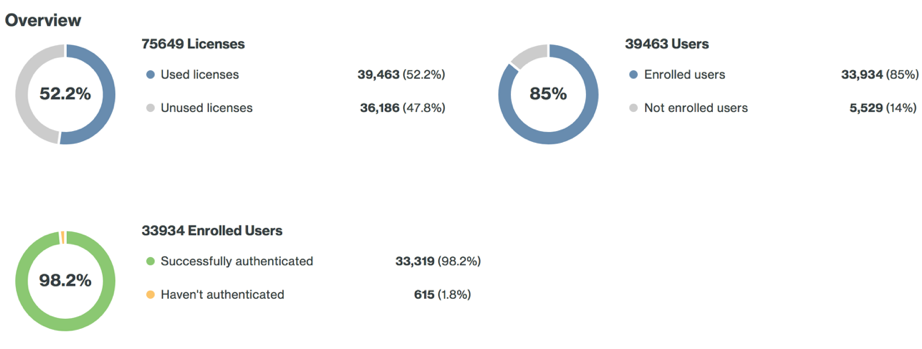 Overview
75649 Licenses
52.2%
Used licenses 39,463 (52.2%)
Unused licenses 36,186 (47.8%)
39463 Users
85%
Enrolled users 33,934 (85%)
Not enrolled users 5,529 (14%)
33934 Enrolled Users
98.2%
Successfully authenticated 33,319 (98.2%)
Haven't authenticated 615 (1.8%)